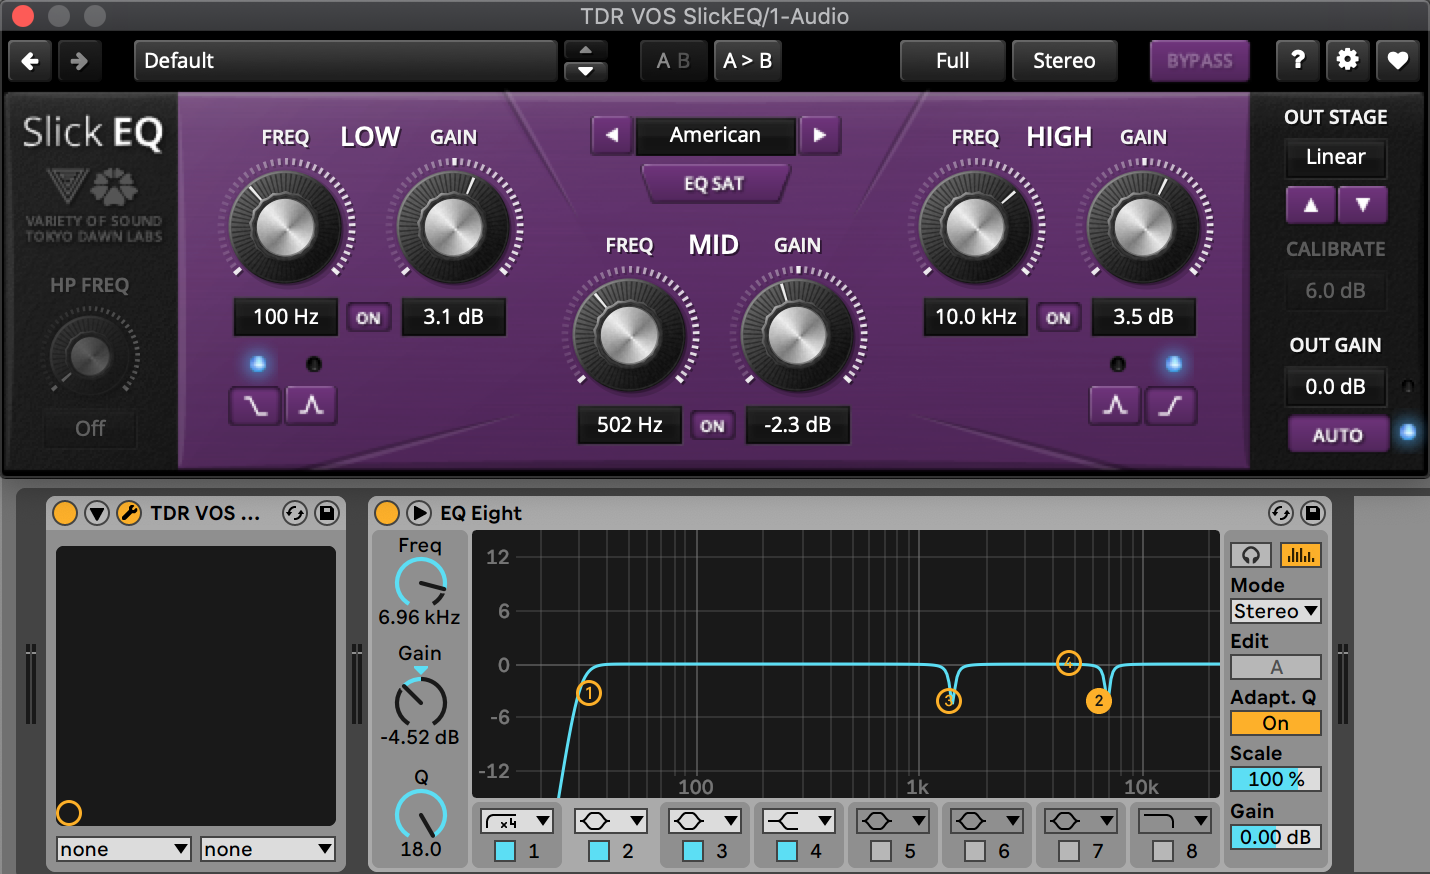 TDR VOS SlickEQ/1-Audio
Default
A B
A > B
Full
Stereo
BYPASS
?
Slick EQ
VARIETY OF SOUND
TOKYO DAWN LABS
HP FREQ
Off
FREQ LOW GAIN
100 Hz ON 3.1 dB
American
EQ SAT
FREQ MID GAIN
502 Hz ON -2.3 dB
FREQ HIGH GAIN
10.0 kHz ON 3.5 dB
OUT STAGE
Linear
CALIBRATE
6.0 dB
OUT GAIN
0.0 dB
AUTO
TDR VOS ...
none
none
EQ Eight
Freq
6.96 kHz
Gain
-4.52 dB
Q
18.0
12
6
0
-6
-12
100 1k 10k
1
3
4
2
x4
1 2 3 4 5 6 7 8
Mode
Stereo
Edit
A
Adapt. Q
On
Scale
100 %
Gain
0.00 dB